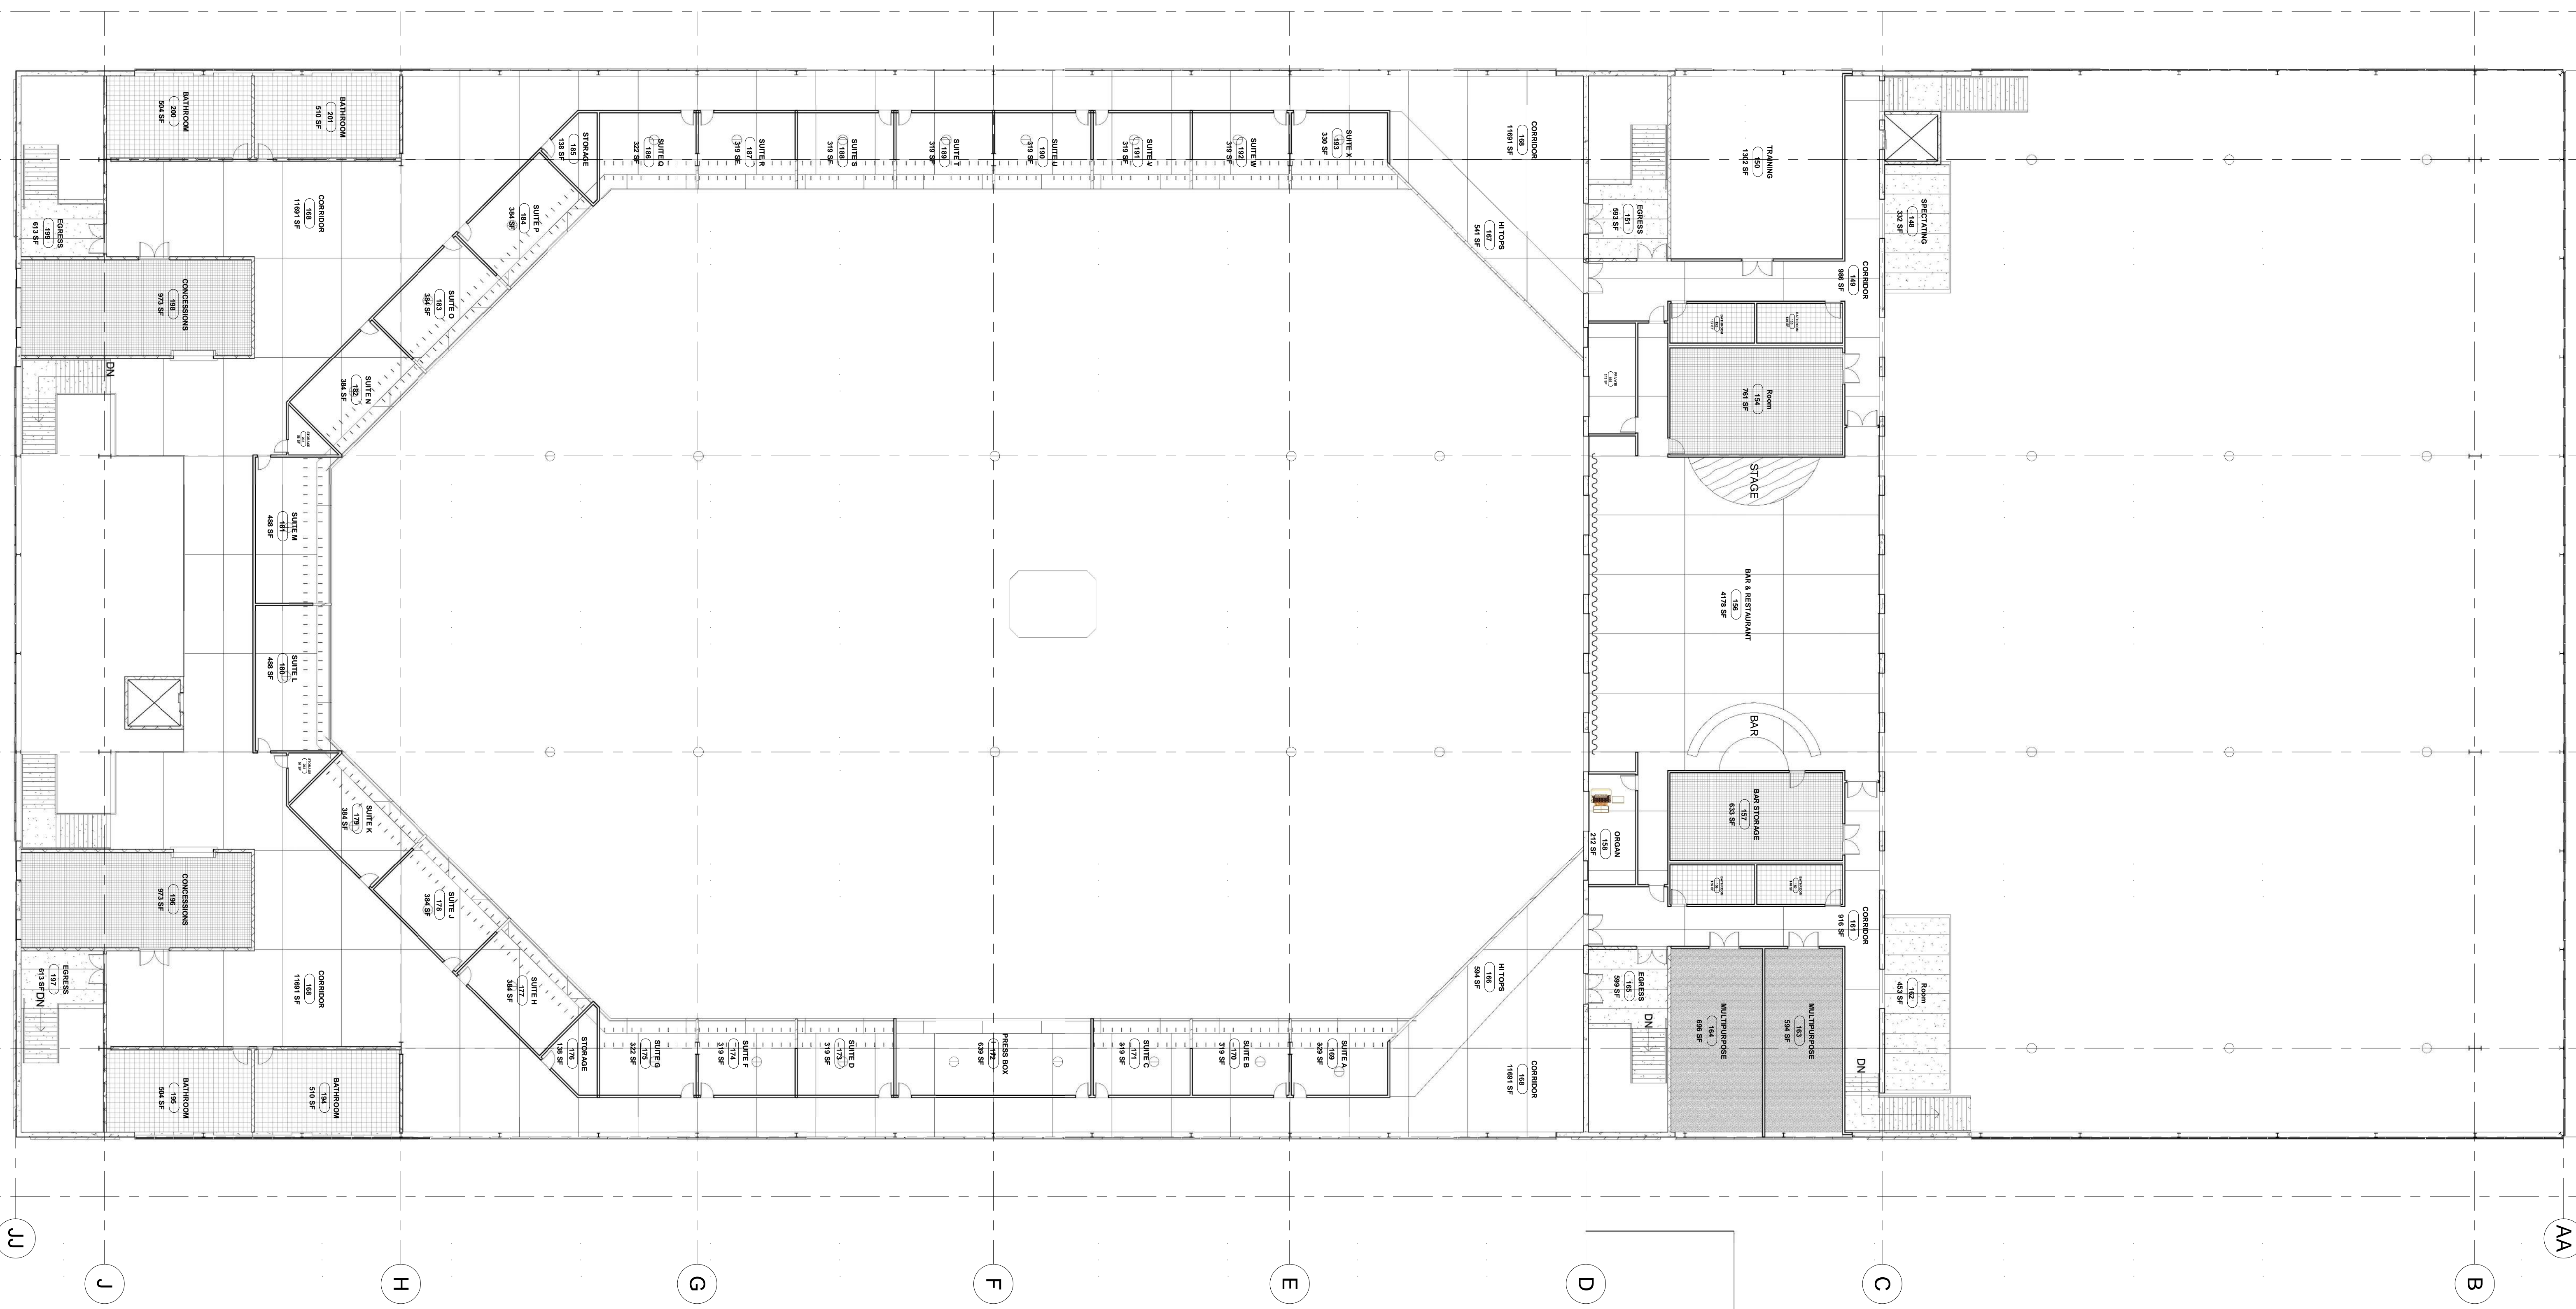 BATHROOM
200
504 SF
BATHROOM
201
510 SF
STORAGE
185
138 SF
SUITE Q
186
322 SF
SUITE R
187
319 SF
SUITE S
188
319 SF
SUITE T
189
319 SF
SUITE U
190
319 SF
SUITE V
191
319 SF
SUITE W
192
319 SF
SUITE X
193
330 SF
CORRIDOR
168
11691 SF
TRAINING
150
1302 SF
SPECTATING
148
332 SF
CORRIDOR
168
11691 SF
EGRESS
199
613 SF
SUITE P
184
384 SF
HI TOPS
167
541 SF
EGRESS
151
593 SF
CORRIDOR
149
986 SF
CONCESSIONS
198
973 SF
SUITE O
183
384 SF
BATHROOM
BATHROOM
DN
SUITE N
182
384 SF
Room
154
761 SF
STORAGE
STAGE
SUITE M
181
488 SF
BAR & RESTAURANT
156
4178 SF
SUITE L
180
488 SF
BAR
STORAGE
SUITE K
179
384 SF
BAR STORAGE
157
633 SF
ORGAN
158
212 SF
CONCESSIONS
196
973 SF
SUITE J
178
384 SF
BATHROOM
BATHROOM
CORRIDOR
161
916 SF
EGRESS
197
613 SF
DN
CORRIDOR
168
11691 SF
SUITE H
177
384 SF
HI TOPS
166
594 SF
EGRESS
165
599 SF
DN
Room
162
453 SF
MULTIPURPOSE
164
696 SF
MULTIPURPOSE
163
594 SF
STORAGE
176
138 SF
SUITE G
175
322 SF
SUITE F
174
319 SF
SUITE D
173
319 SF
PRESS BOX
172
639 SF
SUITE C
171
319 SF
SUITE B
170
319 SF
SUITE A
169
329 SF
CORRIDOR
168
11691 SF
DN
BATHROOM
195
504 SF
BATHROOM
194
510 SF
JJ
J
H
G
F
E
D
C
B
AA